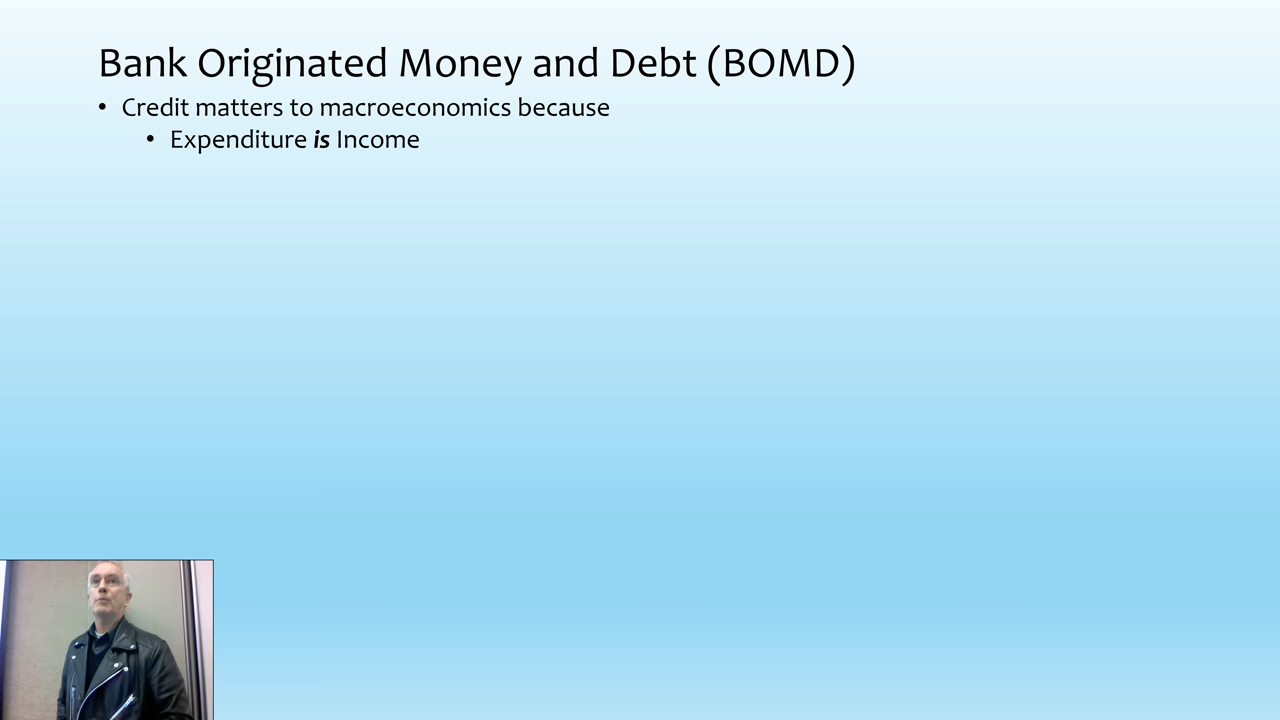 Bank Originated Money and Debt (BOMD)
• Credit matters to macroeconomics because
• Expenditure is Income